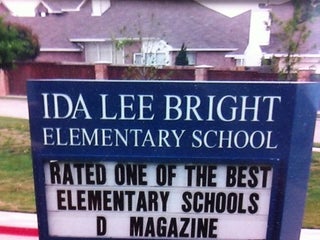 IDA LEE BRIGHT
ELEMENTARY SCHOOL
RATED ONE OF THE BEST
ELEMENTARY SCHOOLS
D MAGAZINE